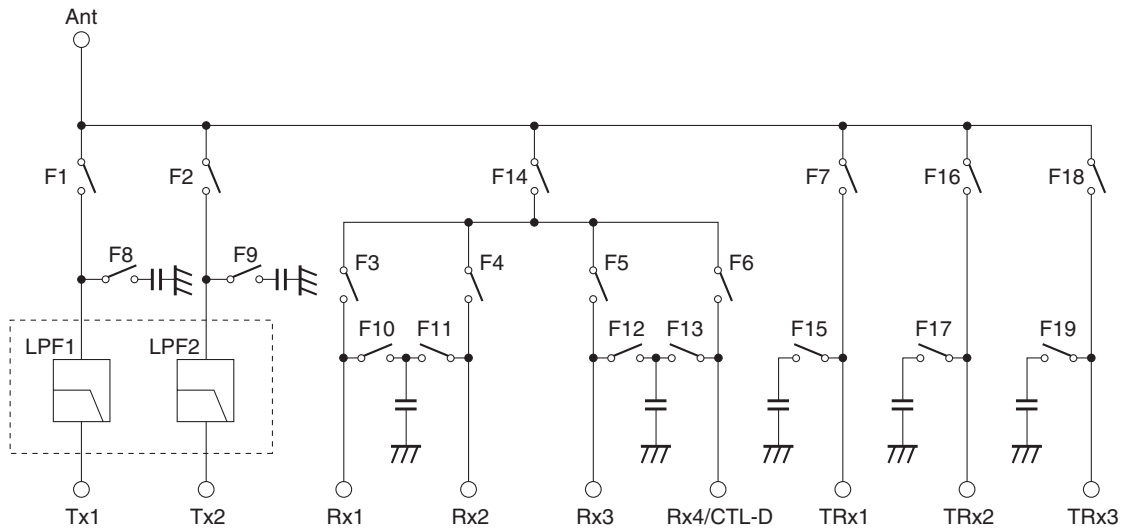 Ant
F1
F2
F14
F7
F16
F18
F8
F9
F3
F4
F5
F6
F10
F11
F12
F13
F15
F17
F19
LPF1
LPF2
Tx1
Tx2
Rx1
Rx2
Rx3
Rx4/CTL-D
TRx1
TRx2
TRx3